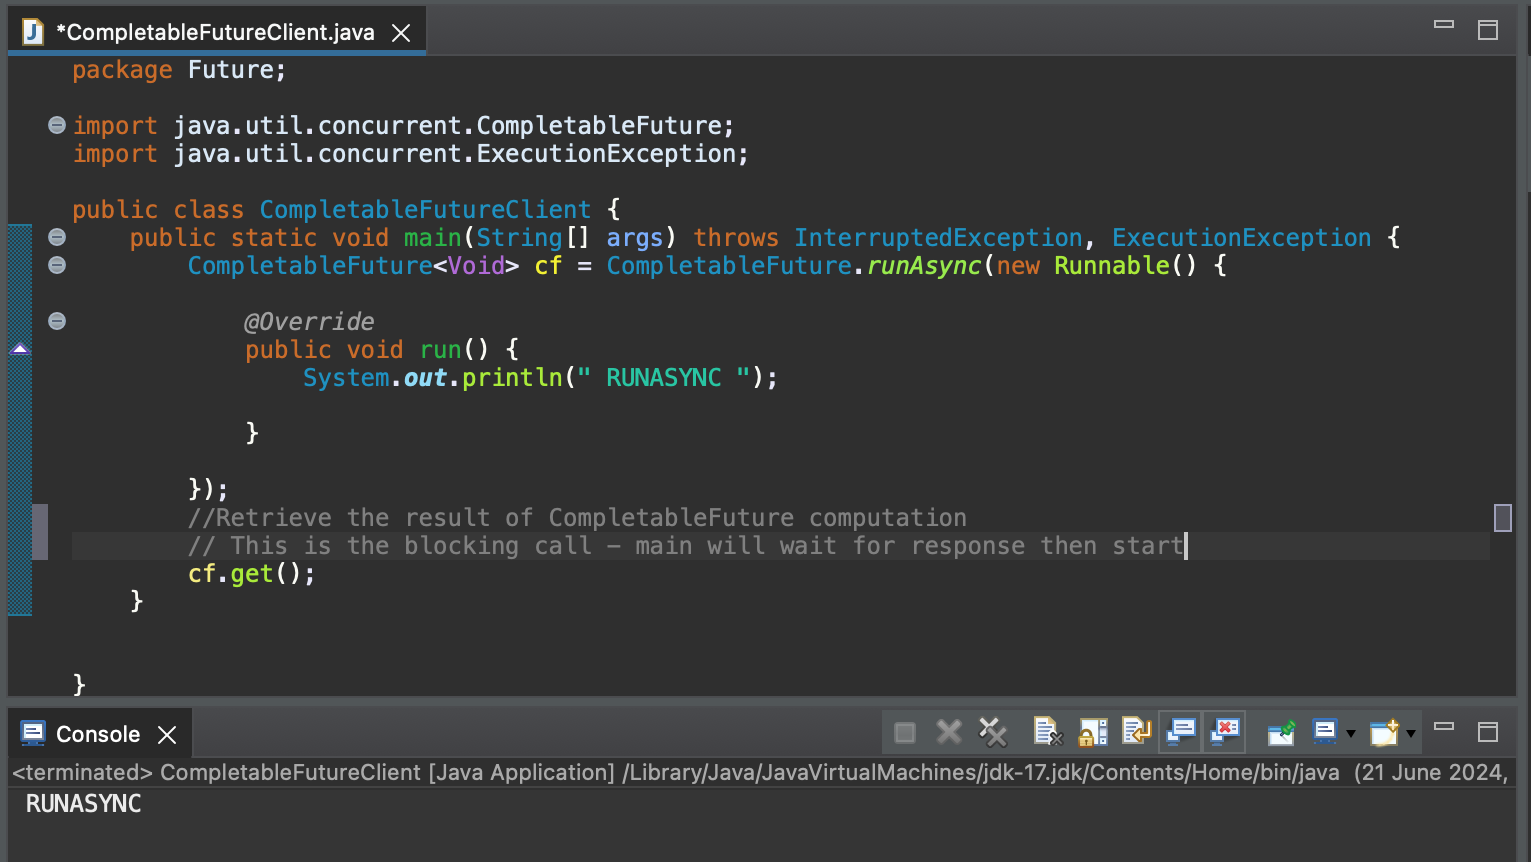 *CompletableFutureClient.java
package Future;
import java.util.concurrent.CompletableFuture;
import java.util.concurrent.ExecutionException;
public class CompletableFutureClient {
public static void main(String[] args) throws InterruptedException, ExecutionException {
CompletableFuture<Void> cf = CompletableFuture.runAsync(new Runnable() {
@Override
public void run() {
System.out.println(" RUNASYNC ");
}
});
//Retrieve the result of CompletableFuture computation
// This is the blocking call – main will wait for response then start
cf.get();
}
}
Console
<terminated> CompletableFutureClient [Java Application] /Library/Java/JavaVirtualMachines/jdk-17.jdk/Contents/Home/bin/java (21 June 2024,
RUNASYNC